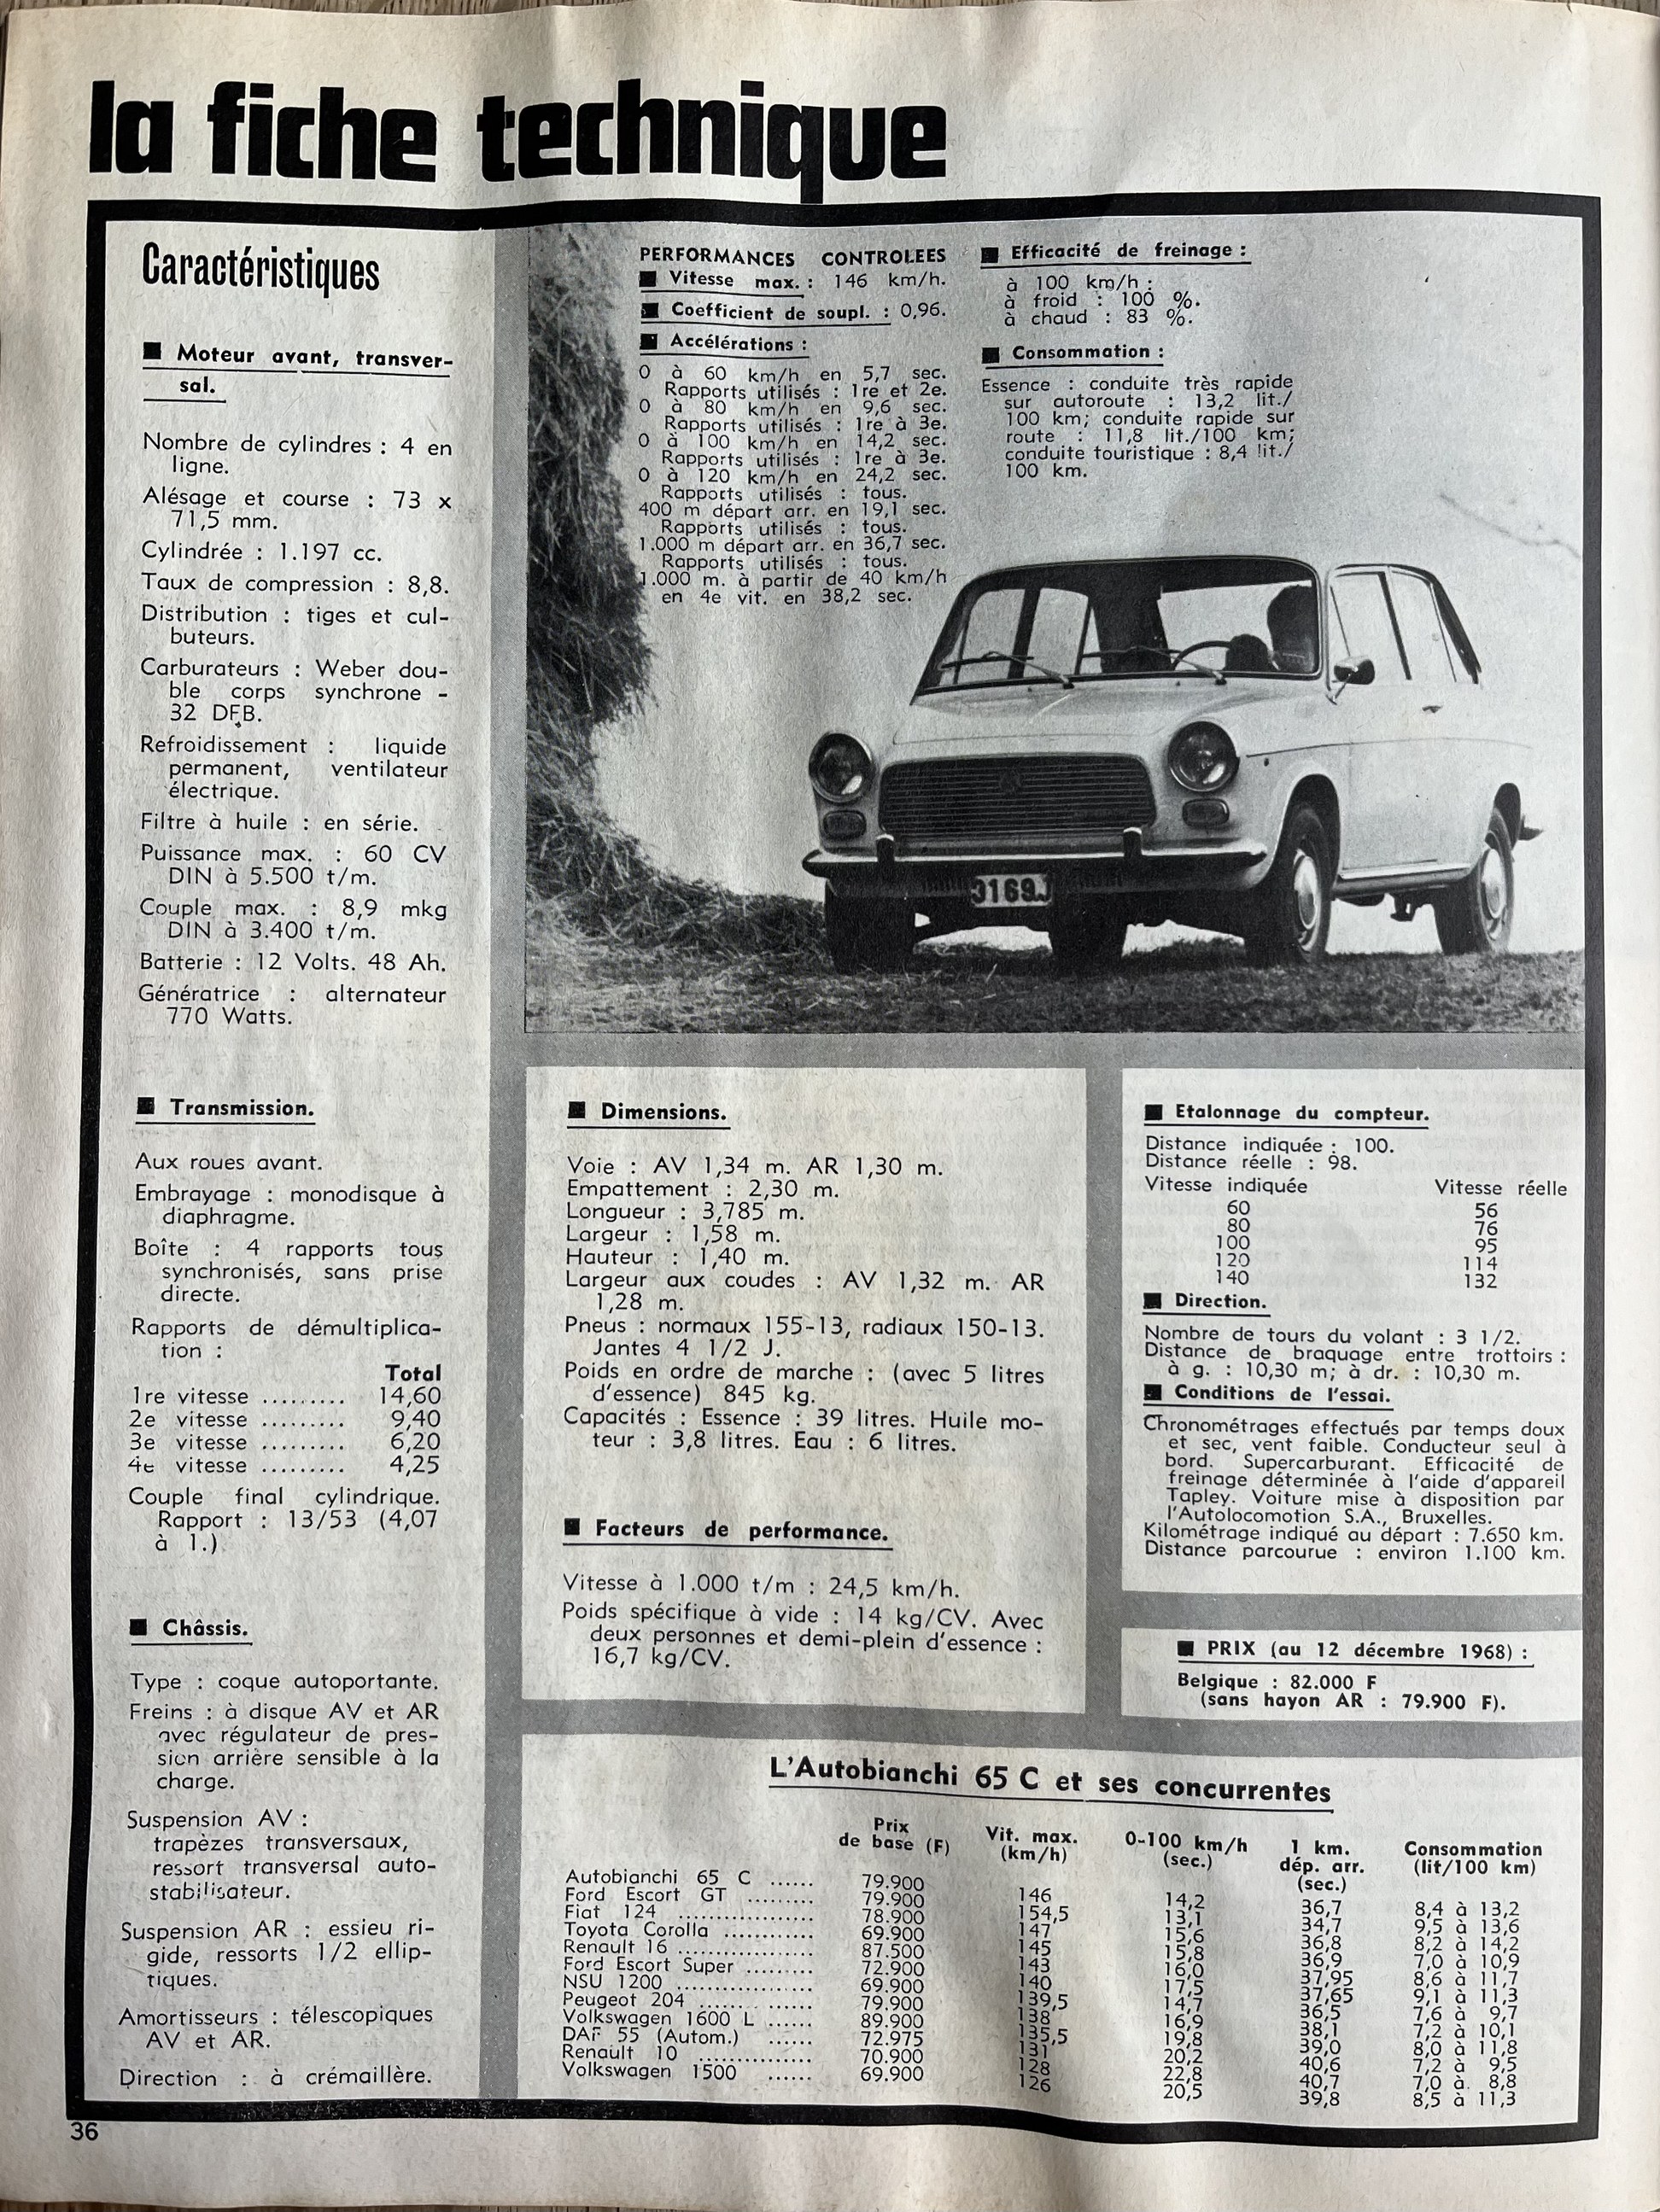 la fiche technique
Caractéristiques
■ Moteur avant, transver-
sal.
Nombre de cylindres : 4 en
ligne.
Alésage et course : 73 x
71,5 mm.
Cylindrée : 1.197 cc.
Taux de compression : 8,8.
Distribution : tiges et cul-
buteurs.
Carburateurs : Weber dou-
ble corps synchrone -
32 DFB.
Refroidissement : liquide
permanent, ventilateur
électrique.
Filtre à huile : en série.
Puissance max. : 60 CV
DIN à 5.500 t/m.
Couple max. : 8,9 mkg
DIN à 3.400 t/m.
Batterie : 12 Volts. 48 Ah.
Génératrice : alternateur
770 Watts.
■ Transmission.
Aux roues avant.
Embrayage : monodisque à
diaphragme.
Boîte : 4 rapports tous
synchronisés, sans prise
directe.
Rapports de démultiplica-
tion :
Total
1re vitesse ......... 14,60
2e vitesse ......... 9,40
3e vitesse ......... 6,20
4e vitesse ......... 4,25
Couple final cylindrique.
Rapport : 13/53 (4,07
à 1.)
■ Châssis.
Type : coque autoportante.
Freins : à disque AV et AR
avec régulateur de pres-
sion arrière sensible à la
charge.
Suspension AV :
trapèzes transversaux,
ressort transversal auto-
stabilisateur.
Suspension AR : essieu ri-
gide, ressorts 1/2 ellip-
tiques.
Amortisseurs : télescopiques
AV et AR.
Direction : à crémaillère.
PERFORMANCES CONTROLEES
■ Vitesse max. : 146 km/h.
■ Coefficient de soupl. : 0,96.
■ Accélérations :
0 à 60 km/h en 5,7 sec.
Rapports utilisés : 1re et 2e.
0 à 80 km/h en 9,6 sec.
Rapports utilisés : 1re à 3e.
0 à 100 km/h en 14,2 sec.
Rapports utilisés : 1re à 3e.
0 à 120 km/h en 24,2 sec.
Rapports utilisés : tous.
400 m départ arr. en 19,1 sec.
Rapports utilisés : tous.
1.000 m départ arr. en 36,7 sec.
Rapports utilisés : tous.
1.000 m. à partir de 40 km/h
en 4e vit. en 38,2 sec.
■ Efficacité de freinage :
à 100 km/h :
à froid : 100 %.
à chaud : 83 %.
■ Consommation :
Essence : conduite très rapide
sur autoroute : 13,2 lit./
100 km; conduite rapide sur
route : 11,8 lit./100 km;
conduite touristique : 8,4 lit./
100 km.
3169J
■ Dimensions.
Voie : AV 1,34 m. AR 1,30 m.
Empattement : 2,30 m.
Longueur : 3,785 m.
Largeur : 1,58 m.
Hauteur : 1,40 m.
Largeur aux coudes : AV 1,32 m. AR
1,28 m.
Pneus : normaux 155-13, radiaux 150-13.
Jantes 4 1/2 J.
Poids en ordre de marche : (avec 5 litres
d'essence) 845 kg.
Capacités : Essence : 39 litres. Huile mo-
teur : 3,8 litres. Eau : 6 litres.
■ Facteurs de performance.
Vitesse à 1.000 t/m : 24,5 km/h.
Poids spécifique à vide : 14 kg/CV. Avec
deux personnes et demi-plein d'essence :
16,7 kg/CV.
■ Etalonnage du compteur.
Distance indiquée : 100.
Distance réelle : 98.
Vitesse indiquée Vitesse réelle
60 56
80 76
100 95
120 114
140 132
■ Direction.
Nombre de tours du volant : 3 1/2.
Distance de braquage entre trottoirs :
à g. : 10,30 m; à dr. : 10,30 m.
■ Conditions de l'essai.
Chronométrages effectués par temps doux
et sec, vent faible. Conducteur seul à
bord. Supercarburant. Efficacité de
freinage déterminée à l'aide d'appareil
Tapley. Voiture mise à disposition par
l'Autolocomotion S.A., Bruxelles.
Kilométrage indiqué au départ : 7.650 km.
Distance parcourue : environ 1.100 km.
■ PRIX (au 12 décembre 1968) :
Belgique : 82.000 F
(sans hayon AR : 79.900 F).
L'Autobianchi 65 C et ses concurrentes
Prix de base (F) Vit. max. (km/h) 0-100 km/h (sec.) 1 km. dép. arr. (sec.) Consommation (lit/100 km)
Autobianchi 65 C ...... 79.900 146 14,2 36,7 8,4 à 13,2
Ford Escort GT ......... 79.900 154,5 13,1 34,7 9,5 à 13,6
Fiat 124 .................. 78.900 147 15,6 36,8 8,2 à 14,2
Toyota Corolla ............ 69.900 145 15,8 36,9 7,0 à 10,9
Renault 16 .................. 87.500 143 16,0 37,95 8,6 à 11,7
Ford Escort Super ......... 72.900 140 17,5 37,65 9,1 à 11,3
NSU 1200 .................. 69.900 139,5 14,7 36,5 7,6 à 9,7
Peugeot 204 ............... 79.900 138 16,9 38,1 7,2 à 10,1
Volkswagen 1600 L ...... 89.900 135,5 19,8 39,0 8,0 à 11,8
DAF 55 (Autom.) ...... 72.975 131 20,2 40,6 7,2 à 9,5
Renault 10 ............... 70.900 128 22,8 40,7 7,0 à 8,8
Volkswagen 1500 ...... 69.900 126 20,5 39,8 8,5 à 11,3
36